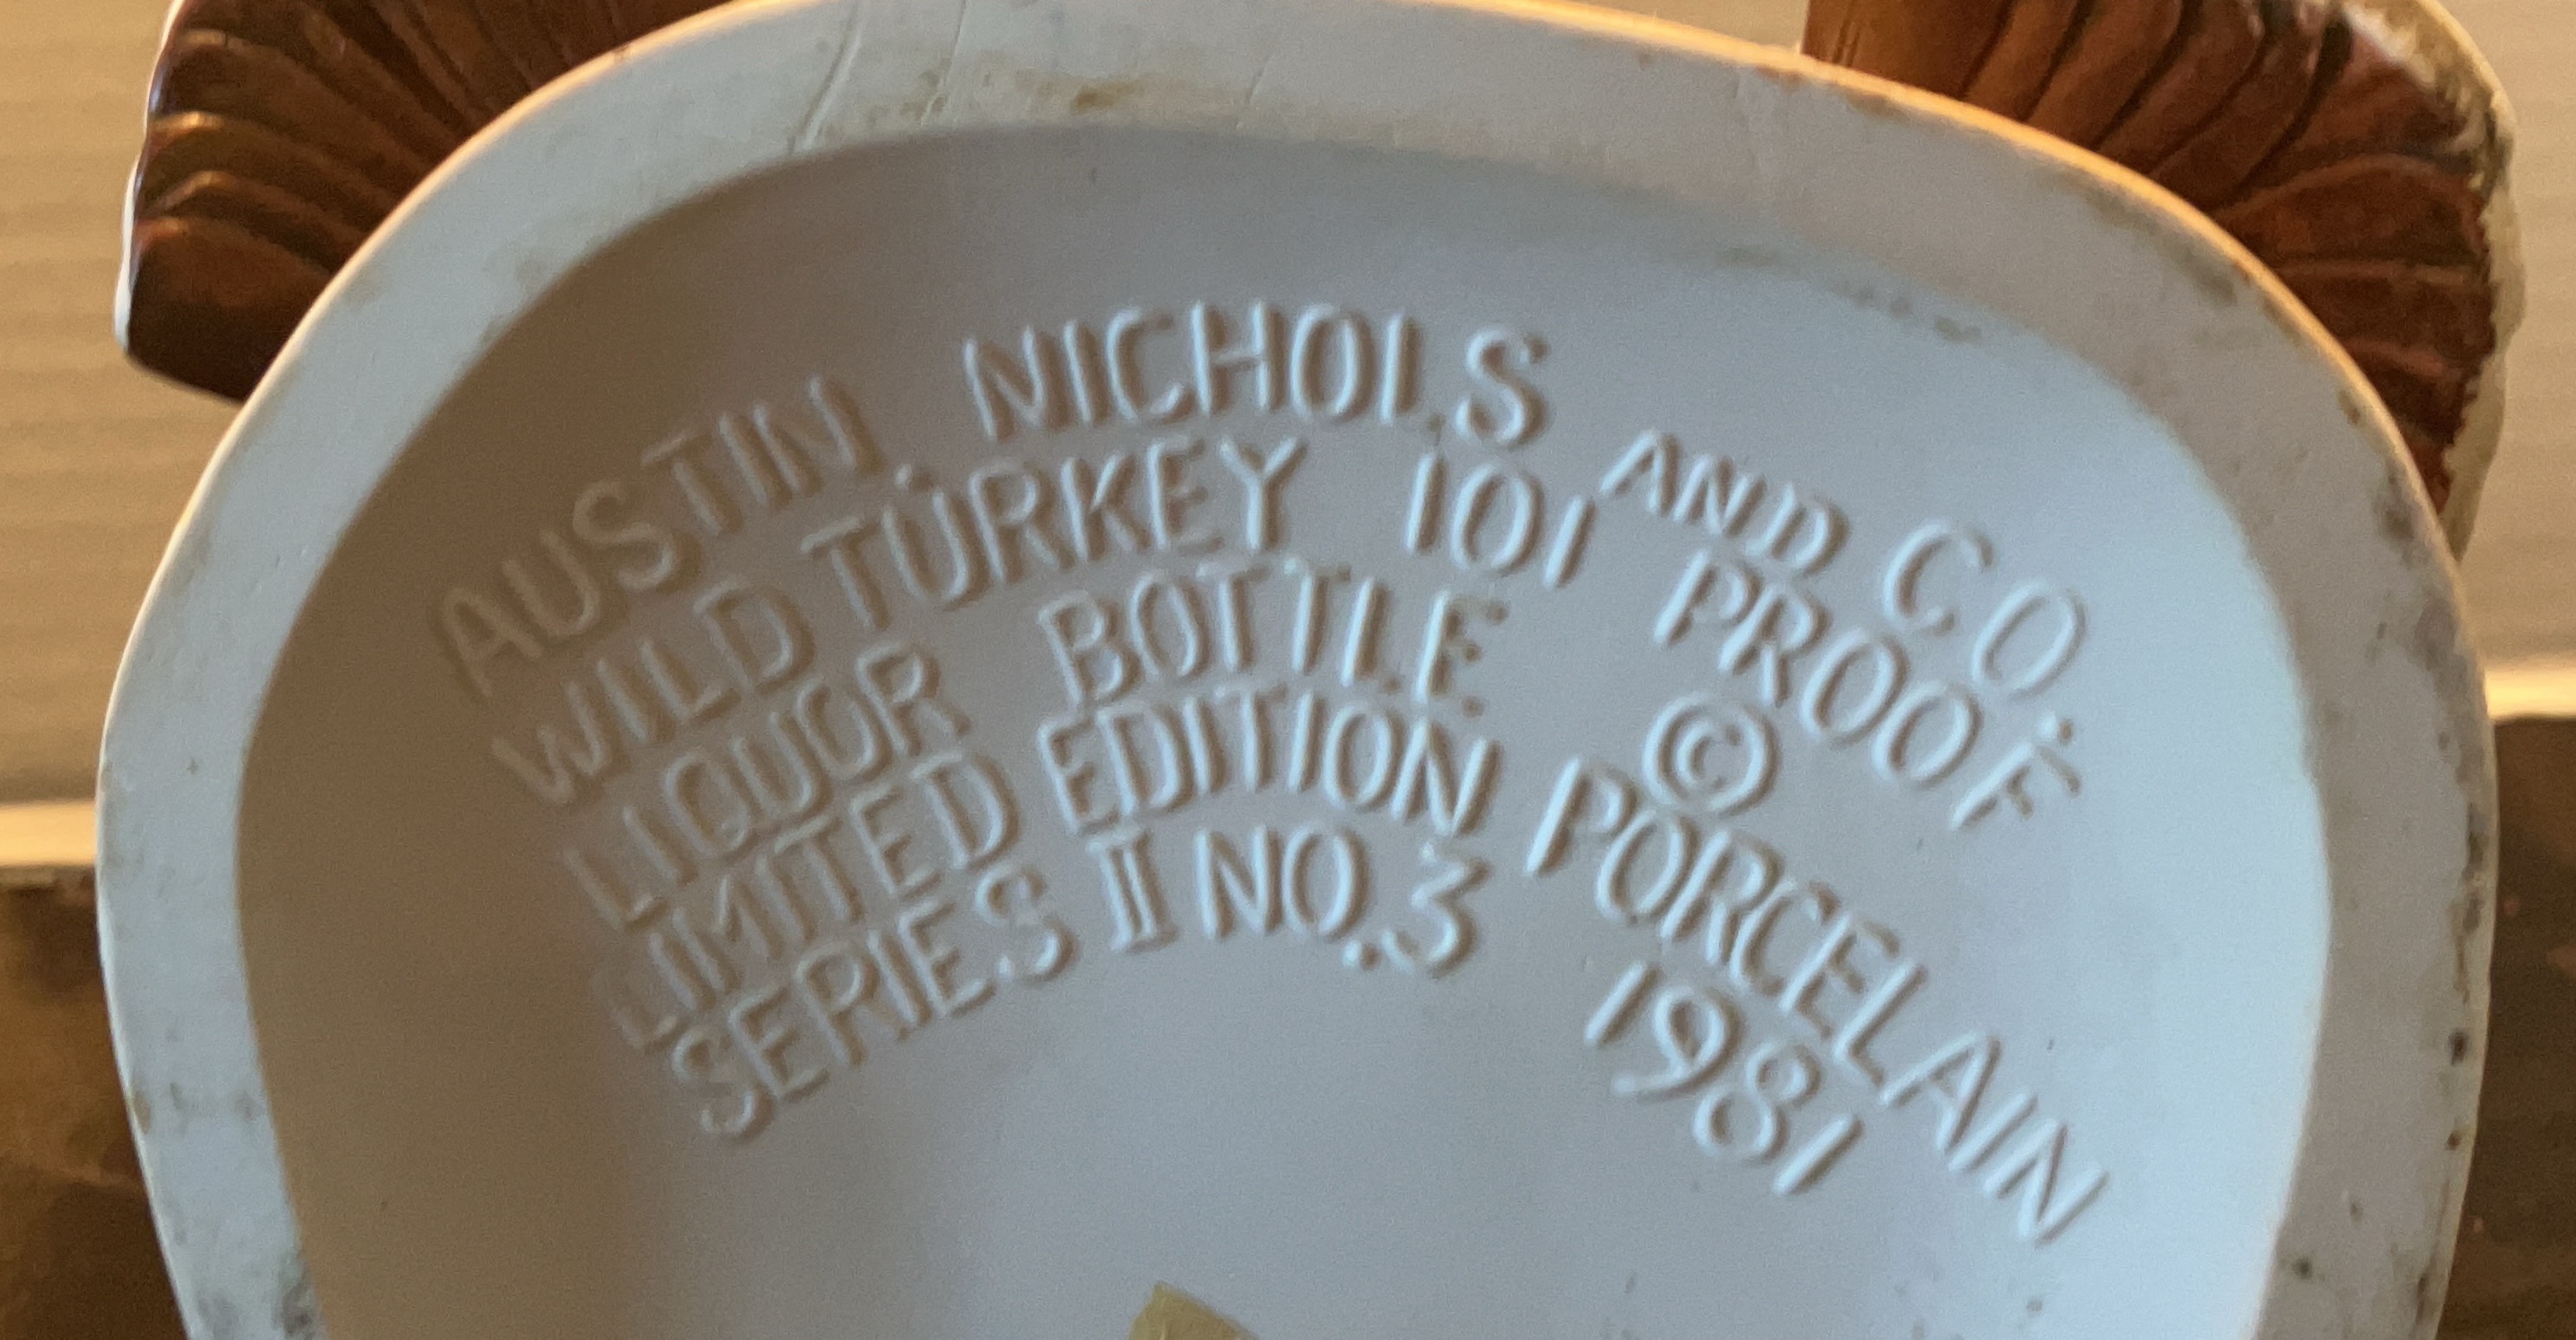 AUSTIN, NICHOLS AND CO.
WILD TURKEY 101 PROOF
LIQUOR BOTTLE ©
LIMITED EDITION PORCELAIN
SERIES II NO.3 1981